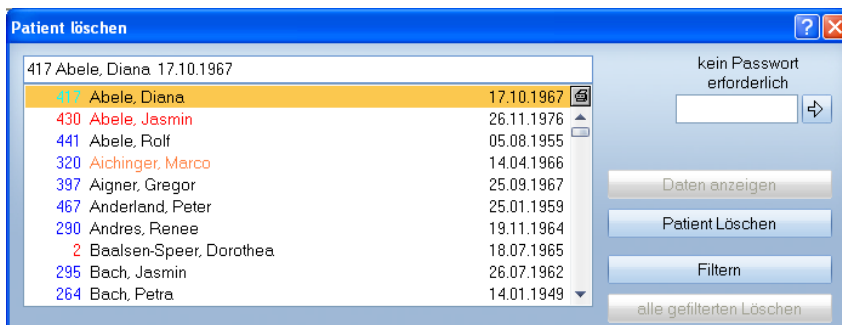 Patient löschen
417 Abele, Diana 17.10.1967
417 Abele, Diana 17.10.1967
430 Abele, Jasmin 26.11.1976
441 Abele, Rolf 05.08.1955
320 Aichinger, Marco 14.04.1966
397 Aigner, Gregor 25.09.1967
467 Anderland, Peter 25.01.1959
290 Andres, Renee 19.11.1964
2 Baalsen-Speer, Dorothea 18.07.1965
295 Bach, Jasmin 26.07.1962
264 Bach, Petra 14.01.1949
kein Passwort
erforderlich
Daten anzeigen
Patient Löschen
Filtern
alle gefilterten Löschen